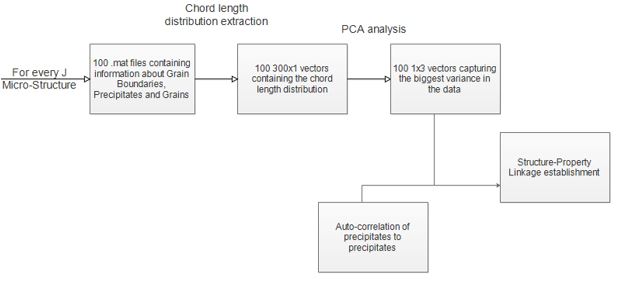 Chord length
distribution extraction
PCA analysis
For every J
Micro-Structure
100 .mat files containing
information about Grain
Boundaries,
Precipitates and Grains
100 300x1 vectors
containing the chord
length distribution
100 1x3 vectors capturing
the biggest variance in
the data
Structure-Property
Linkage establishment
Auto-correlation of
precipitates to
precipitates